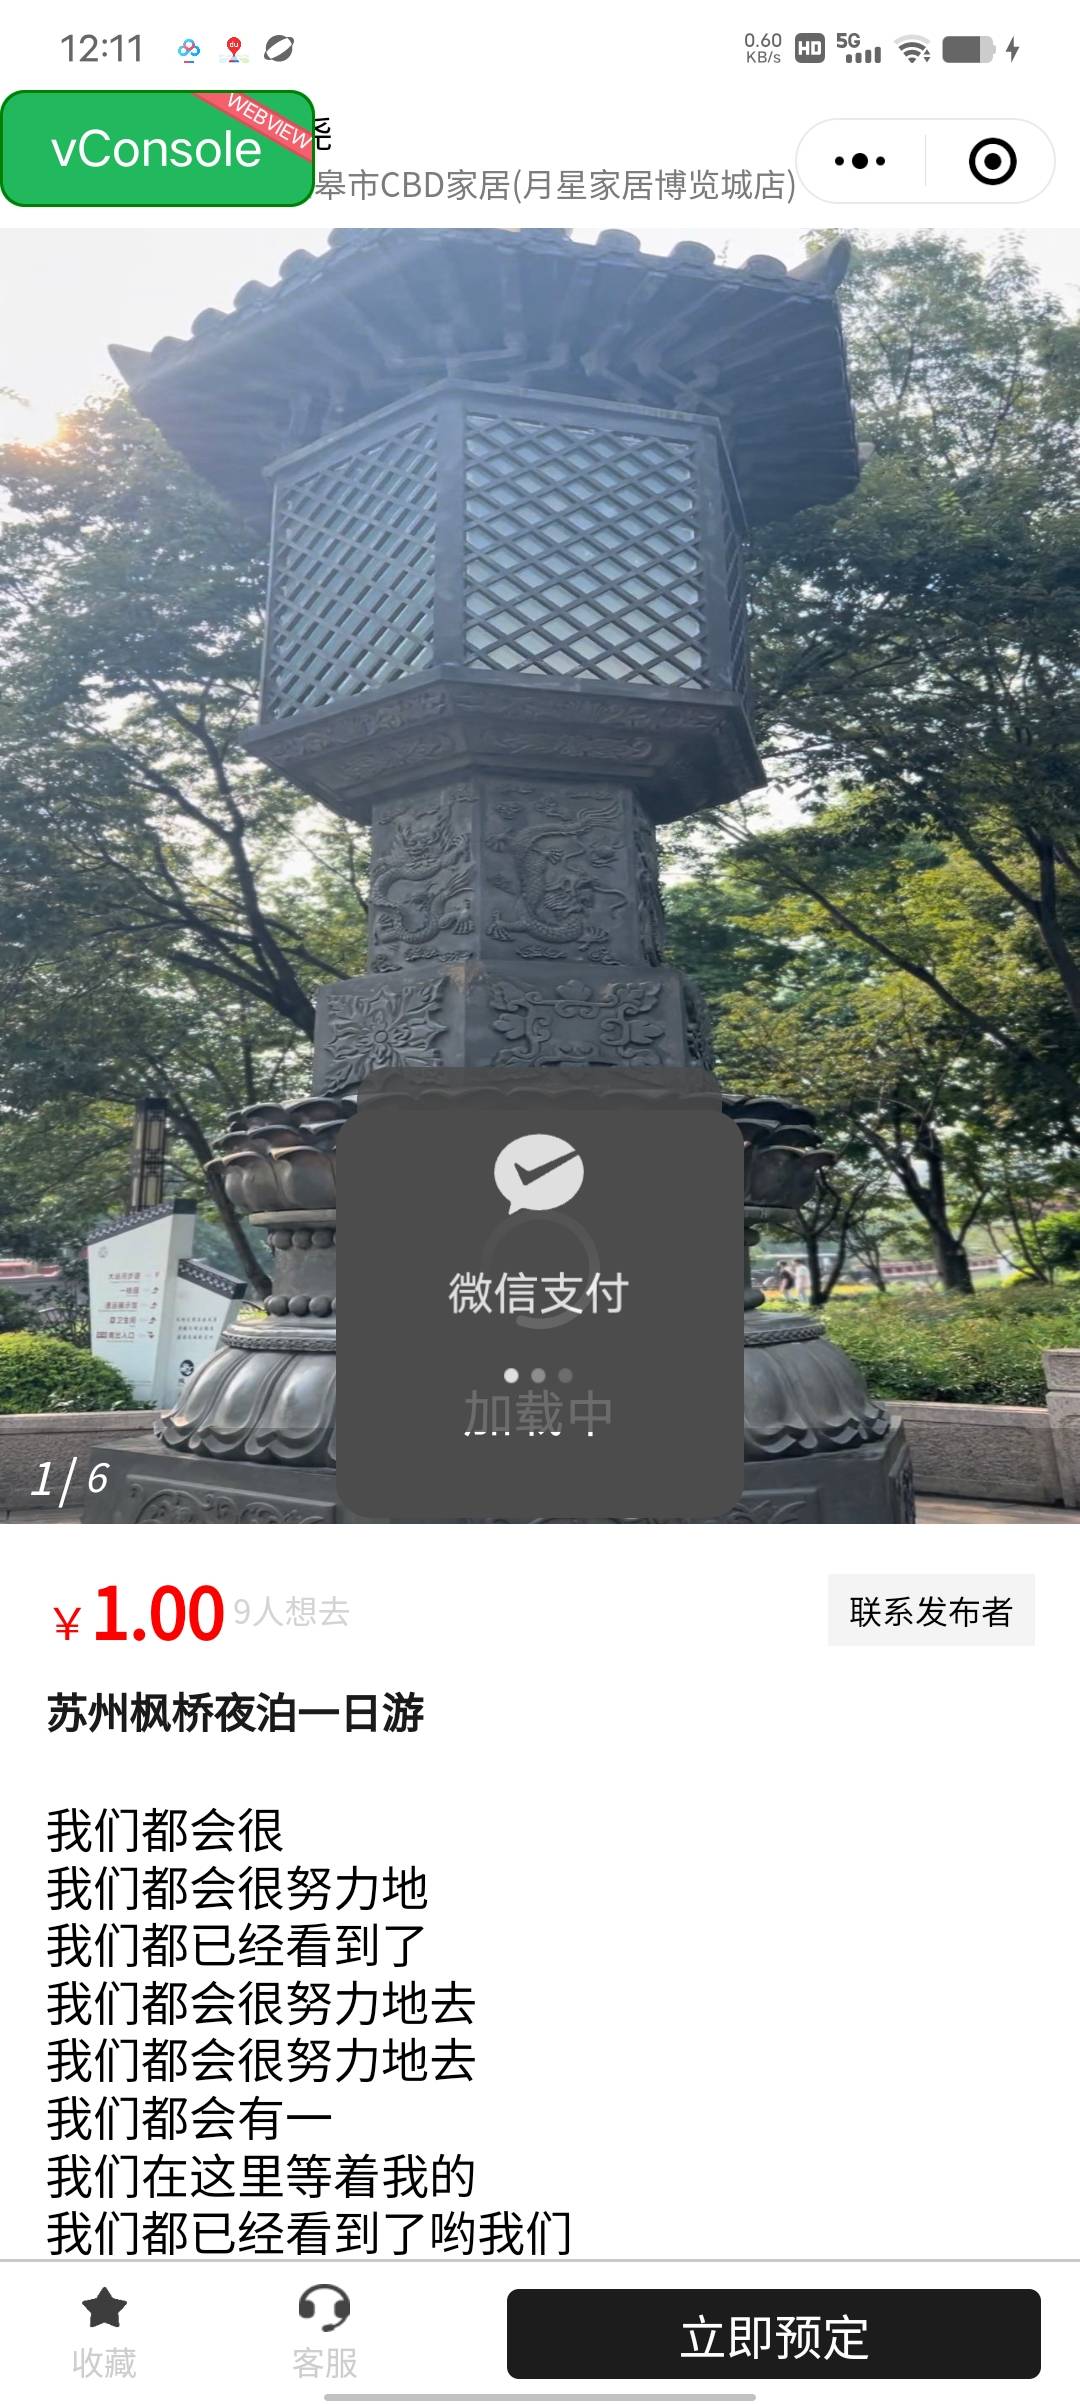 12:11
0.60
KB/s
HD
5G
vConsole
WEBVIEW
皋市CBD家居(月星家居博览城店)
微信支付
加载中
1/6
¥1.00
9人想去
联系发布者
苏州枫桥夜泊一日游
我们都会很
我们都会很努力地
我们都已经看到了
我们都会很努力地去
我们都会很努力地去
我们都会有一
我们在这里等着我的
我们都已经看到了哟我们
收藏
客服
立即预定